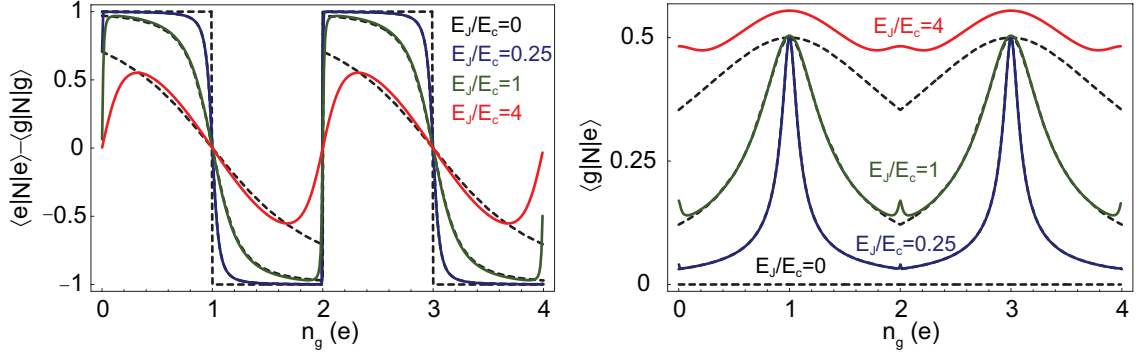 ⟨e|N|e⟩-⟨g|N|g⟩
1
0.5
0
−0.5
−1
E_J/E_c=0
E_J/E_c=0.25
E_J/E_c=1
E_J/E_c=4
0 1 2 3 4
n_g (e)
⟨g|N|e⟩
0.5
0.25
0
E_J/E_c=4
E_J/E_c=1
E_J/E_c=0.25
E_J/E_c=0
0 1 2 3 4
n_g (e)